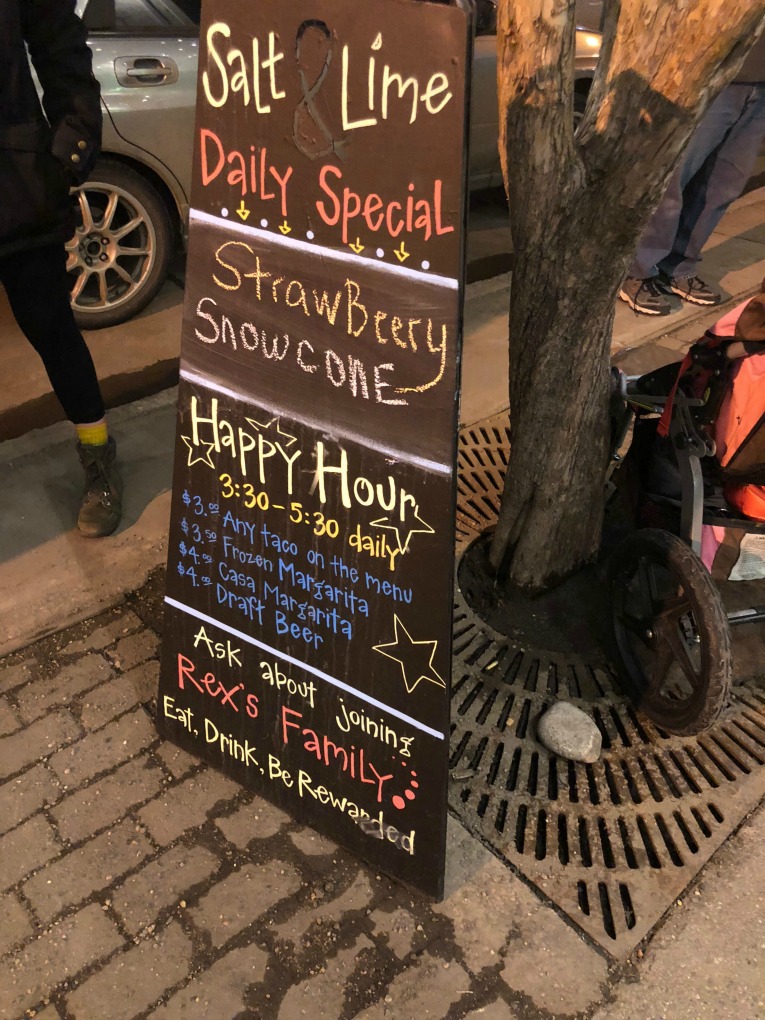 Salt & Lime
Daily Special
StrawBeery
SnowconE
Happy Hour
3:30-5:30 daily
$3.00 Any taco on the menu
$3.50 Frozen Margarita
$4.00 Casa Margarita
$4.00 Draft Beer
Ask about joining
Rex's Family
Eat, Drink, Be Rewarded